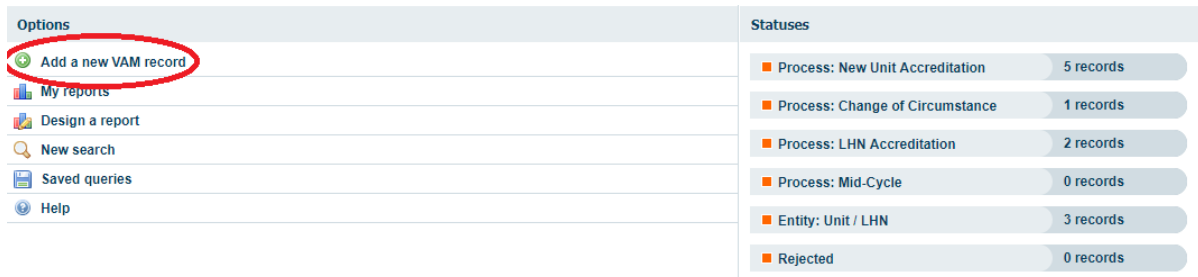 Options
Add a new VAM record
My reports
Design a report
New search
Saved queries
Help
Statuses
Process: New Unit Accreditation 5 records
Process: Change of Circumstance 1 records
Process: LHN Accreditation 2 records
Process: Mid-Cycle 0 records
Entity: Unit / LHN 3 records
Rejected 0 records